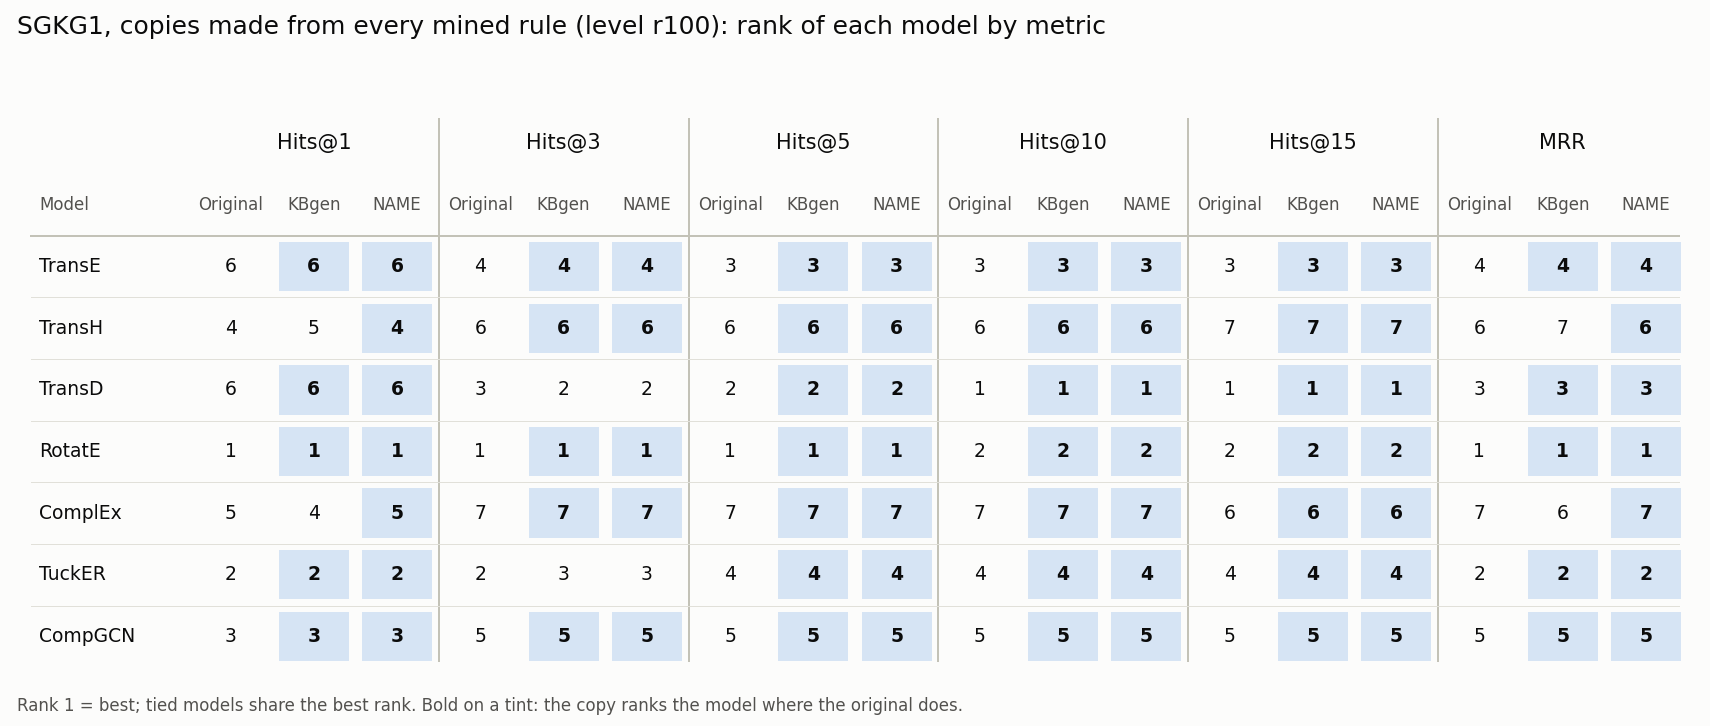 SGKG1, copies made from every mined rule (level r100): rank of each model by metric
Hits@1 Hits@3 Hits@5 Hits@10 Hits@15 MRR
Model Original KBgen NAME Original KBgen NAME Original KBgen NAME Original KBgen NAME Original KBgen NAME Original KBgen NAME
TransE 6 6 6 4 4 4 3 3 3 3 3 3 3 3 3 4 4 4
TransH 4 5 4 6 6 6 6 6 6 6 6 6 7 7 7 6 7 6
TransD 6 6 6 3 2 2 2 2 2 1 1 1 1 1 1 3 3 3
RotatE 1 1 1 1 1 1 1 1 1 2 2 2 2 2 2 1 1 1
ComplEx 5 4 5 7 7 7 7 7 7 7 7 7 6 6 6 7 6 7
TuckER 2 2 2 2 3 3 4 4 4 4 4 4 4 4 4 2 2 2
CompGCN 3 3 3 5 5 5 5 5 5 5 5 5 5 5 5 5 5 5
Rank 1 = best; tied models share the best rank. Bold on a tint: the copy ranks the model where the original does.